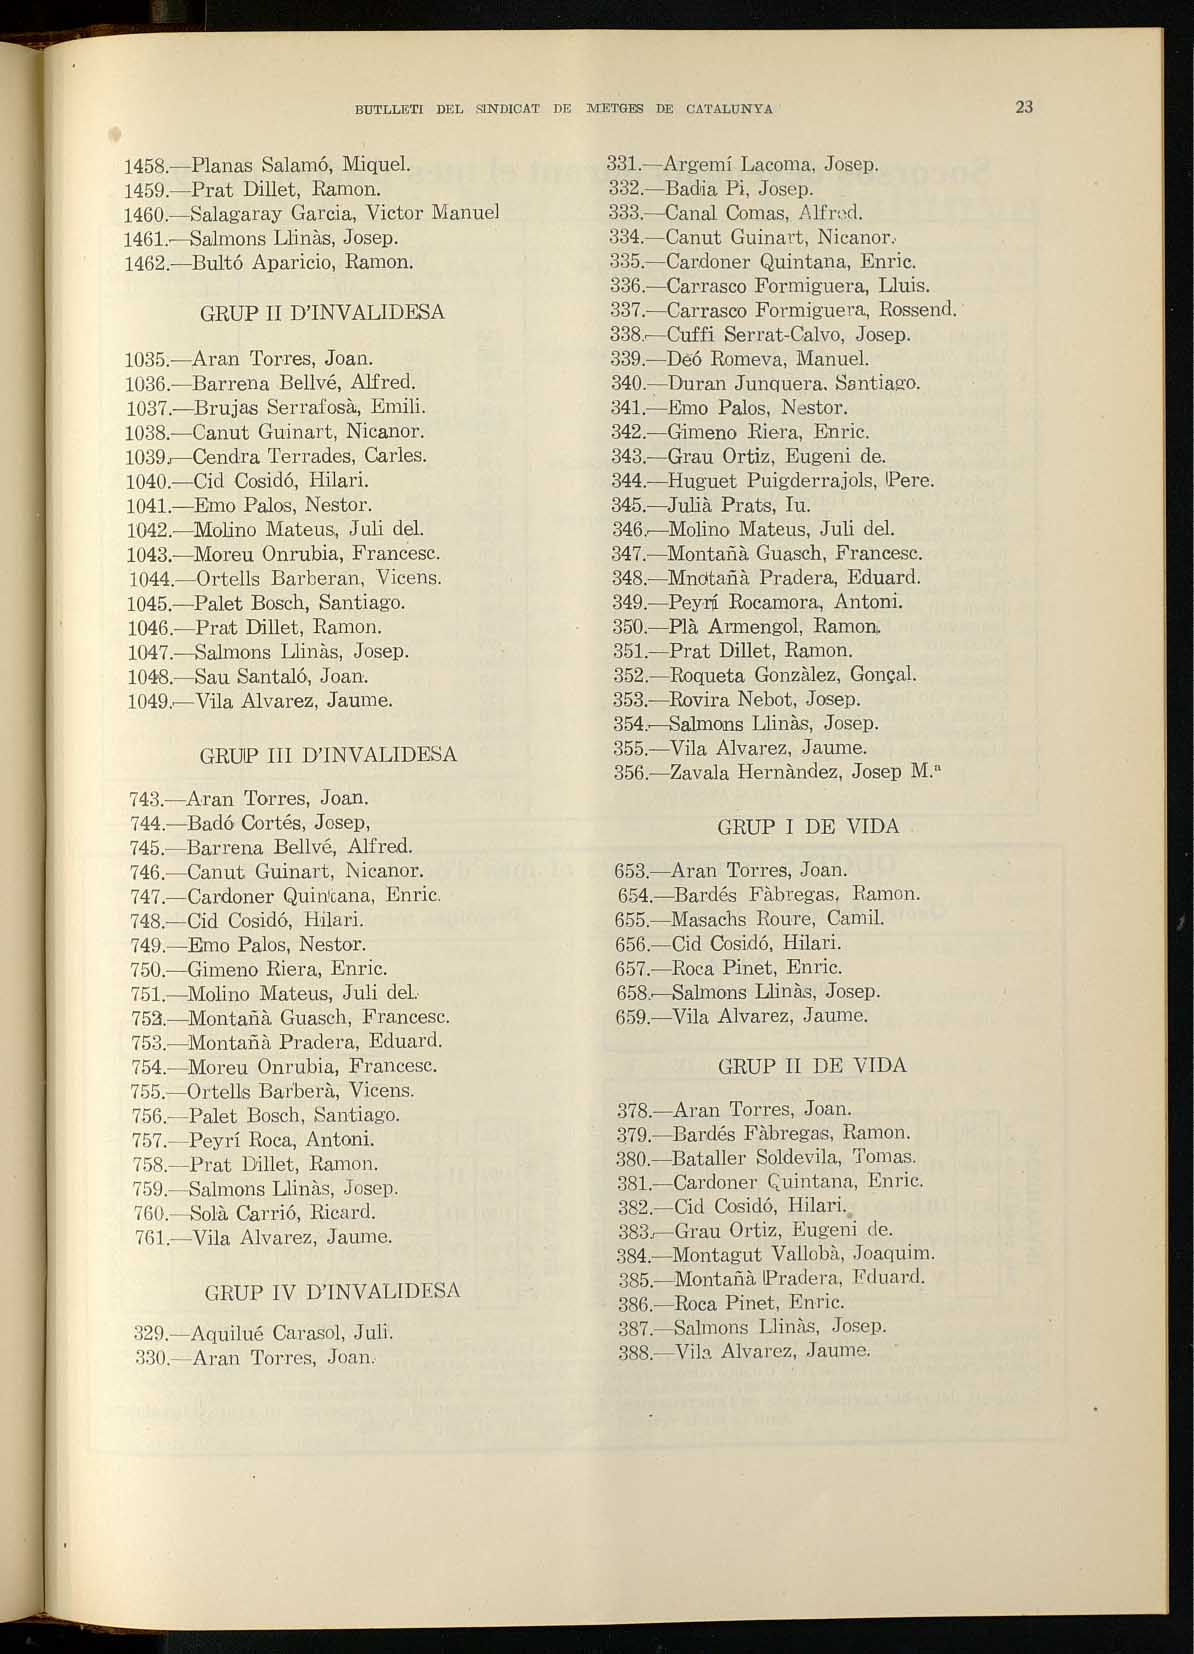 BUTLLETI DEL SINDICAT DE METGES DE CATALUNYA 23
1458.—Planas Salamó, Miquel.
1459.—Prat Dillet, Ramon.
1460.—Salagaray Garcia, Victor Manuel
1461.—Salmons Llinàs, Josep.
1462.—Bultó Aparicio, Ramon.
GRUP II D'INVALIDESA
1035.—Aran Torres, Joan.
1036.—Barrena Bellvé, Alfred.
1037.—Brujas Serrafosà, Emili.
1038.—Canut Guinart, Nicanor.
1039.—Cendra Terrades, Carles.
1040.—Cid Cosidó, Hilari.
1041.—Emo Palos, Nestor.
1042.—Molino Mateus, Juli del.
1043.—Moreu Onrubia, Francesc.
1044.—Ortells Barberan, Vicens.
1045.—Palet Bosch, Santiago.
1046.—Prat Dillet, Ramon.
1047.—Salmons Llinàs, Josep.
1048.—Sau Santaló, Joan.
1049.—Vila Alvarez, Jaume.
GRUP III D'INVALIDESA
743.—Aran Torres, Joan.
744.—Badó Cortés, Josep,
745.—Barrena Bellvé, Alfred.
746.—Canut Guinart, Nicanor.
747.—Cardoner Quintana, Enric.
748.—Cid Cosidó, Hilari.
749.—Emo Palos, Nestor.
750.—Gimeno Riera, Enric.
751.—Molino Mateus, Juli del.
752.—Montañà Guasch, Francesc.
753.—Montañà Pradera, Eduard.
754.—Moreu Onrubia, Francesc.
755.—Ortells Barberà, Vicens.
756.—Palet Bosch, Santiago.
757.—Peyrí Roca, Antoni.
758.—Prat Dillet, Ramon.
759.—Salmons Llinàs, Josep.
760.—Solà Carrió, Ricard.
761.—Vila Alvarez, Jaume.
GRUP IV D'INVALIDESA
329.—Aquilué Carasol, Juli.
330.—Aran Torres, Joan.
331.—Argemí Lacoma, Josep.
332.—Badia Pi, Josep.
333.—Canal Comas, Alfred.
334.—Canut Guinart, Nicanor.
335.—Cardoner Quintana, Enric.
336.—Carrasco Formiguera, Lluis.
337.—Carrasco Formiguera, Rossend.
338.—Cuffi Serrat-Calvo, Josep.
339.—Deó Romeva, Manuel.
340.—Duran Junquera, Santiago.
341.—Emo Palos, Nestor.
342.—Gimeno Riera, Enric.
343.—Grau Ortiz, Eugeni de.
344.—Huguet Puigderrajols, Pere.
345.—Julià Prats, Iu.
346.—Molino Mateus, Juli del.
347.—Montañà Guasch, Francesc.
348.—Mnotañà Pradera, Eduard.
349.—Peyrí Rocamora, Antoni.
350.—Plà Armengol, Ramon.
351.—Prat Dillet, Ramon.
352.—Roqueta Gonzàlez, Gonçal.
353.—Rovira Nebot, Josep.
354.—Salmons Llinàs, Josep.
355.—Vila Alvarez, Jaume.
356.—Zavala Hernàndez, Josep M.ª
GRUP I DE VIDA
653.—Aran Torres, Joan.
654.—Bardés Fàbregas, Ramon.
655.—Masachs Roure, Camil.
656.—Cid Cosidó, Hilari.
657.—Roca Pinet, Enric.
658.—Salmons Llinàs, Josep.
659.—Vila Alvarez, Jaume.
GRUP II DE VIDA
378.—Aran Torres, Joan.
379.—Bardés Fàbregas, Ramon.
380.—Bataller Soldevila, Tomas.
381.—Cardoner Quintana, Enric.
382.—Cid Cosidó, Hilari.
383.—Grau Ortiz, Eugeni de.
384.—Montagut Vallobà, Joaquim.
385.—Montañà Pradera, Eduard.
386.—Roca Pinet, Enric.
387.—Salmons Llinàs, Josep.
388.—Vila Alvarez, Jaume.